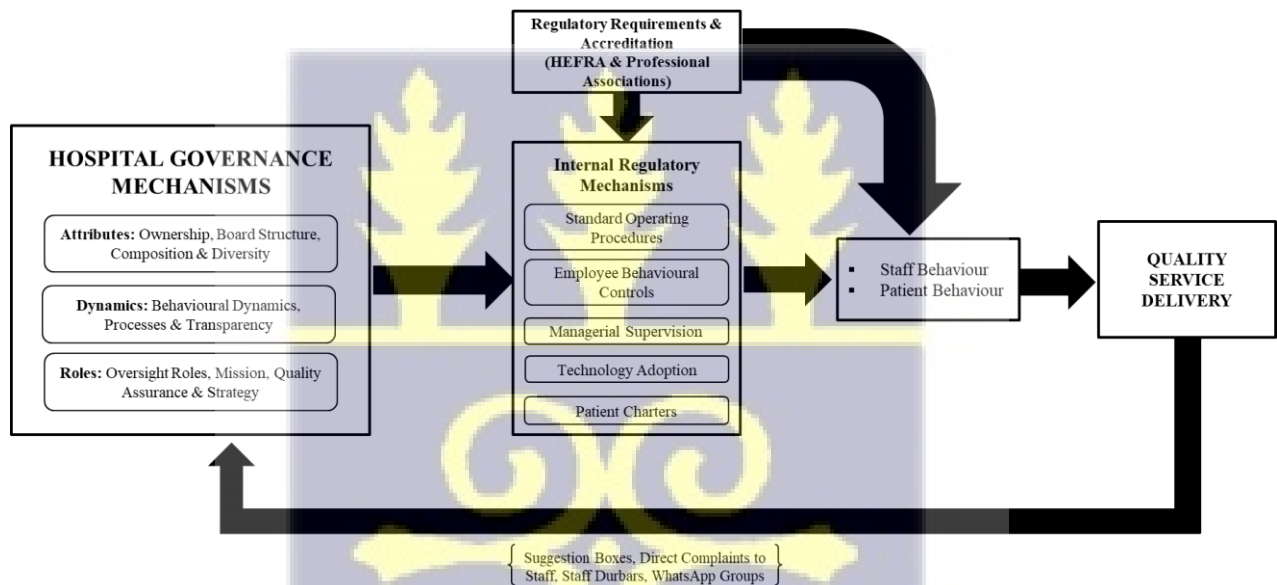 Regulatory Requirements &
Accreditation
(HEFRA & Professional
Associations)
HOSPITAL GOVERNANCE
MECHANISMS
Attributes: Ownership, Board Structure,
Composition & Diversity
Dynamics: Behavioural Dynamics,
Processes & Transparency
Roles: Oversight Roles, Mission, Quality
Assurance & Strategy
Internal Regulatory
Mechanisms
Standard Operating
Procedures
Employee Behavioural
Controls
Managerial Supervision
Technology Adoption
Patient Charters
▪ Staff Behaviour
▪ Patient Behaviour
QUALITY
SERVICE
DELIVERY
Suggestion Boxes, Direct Complaints to
Staff, Staff Durbars, WhatsApp Groups